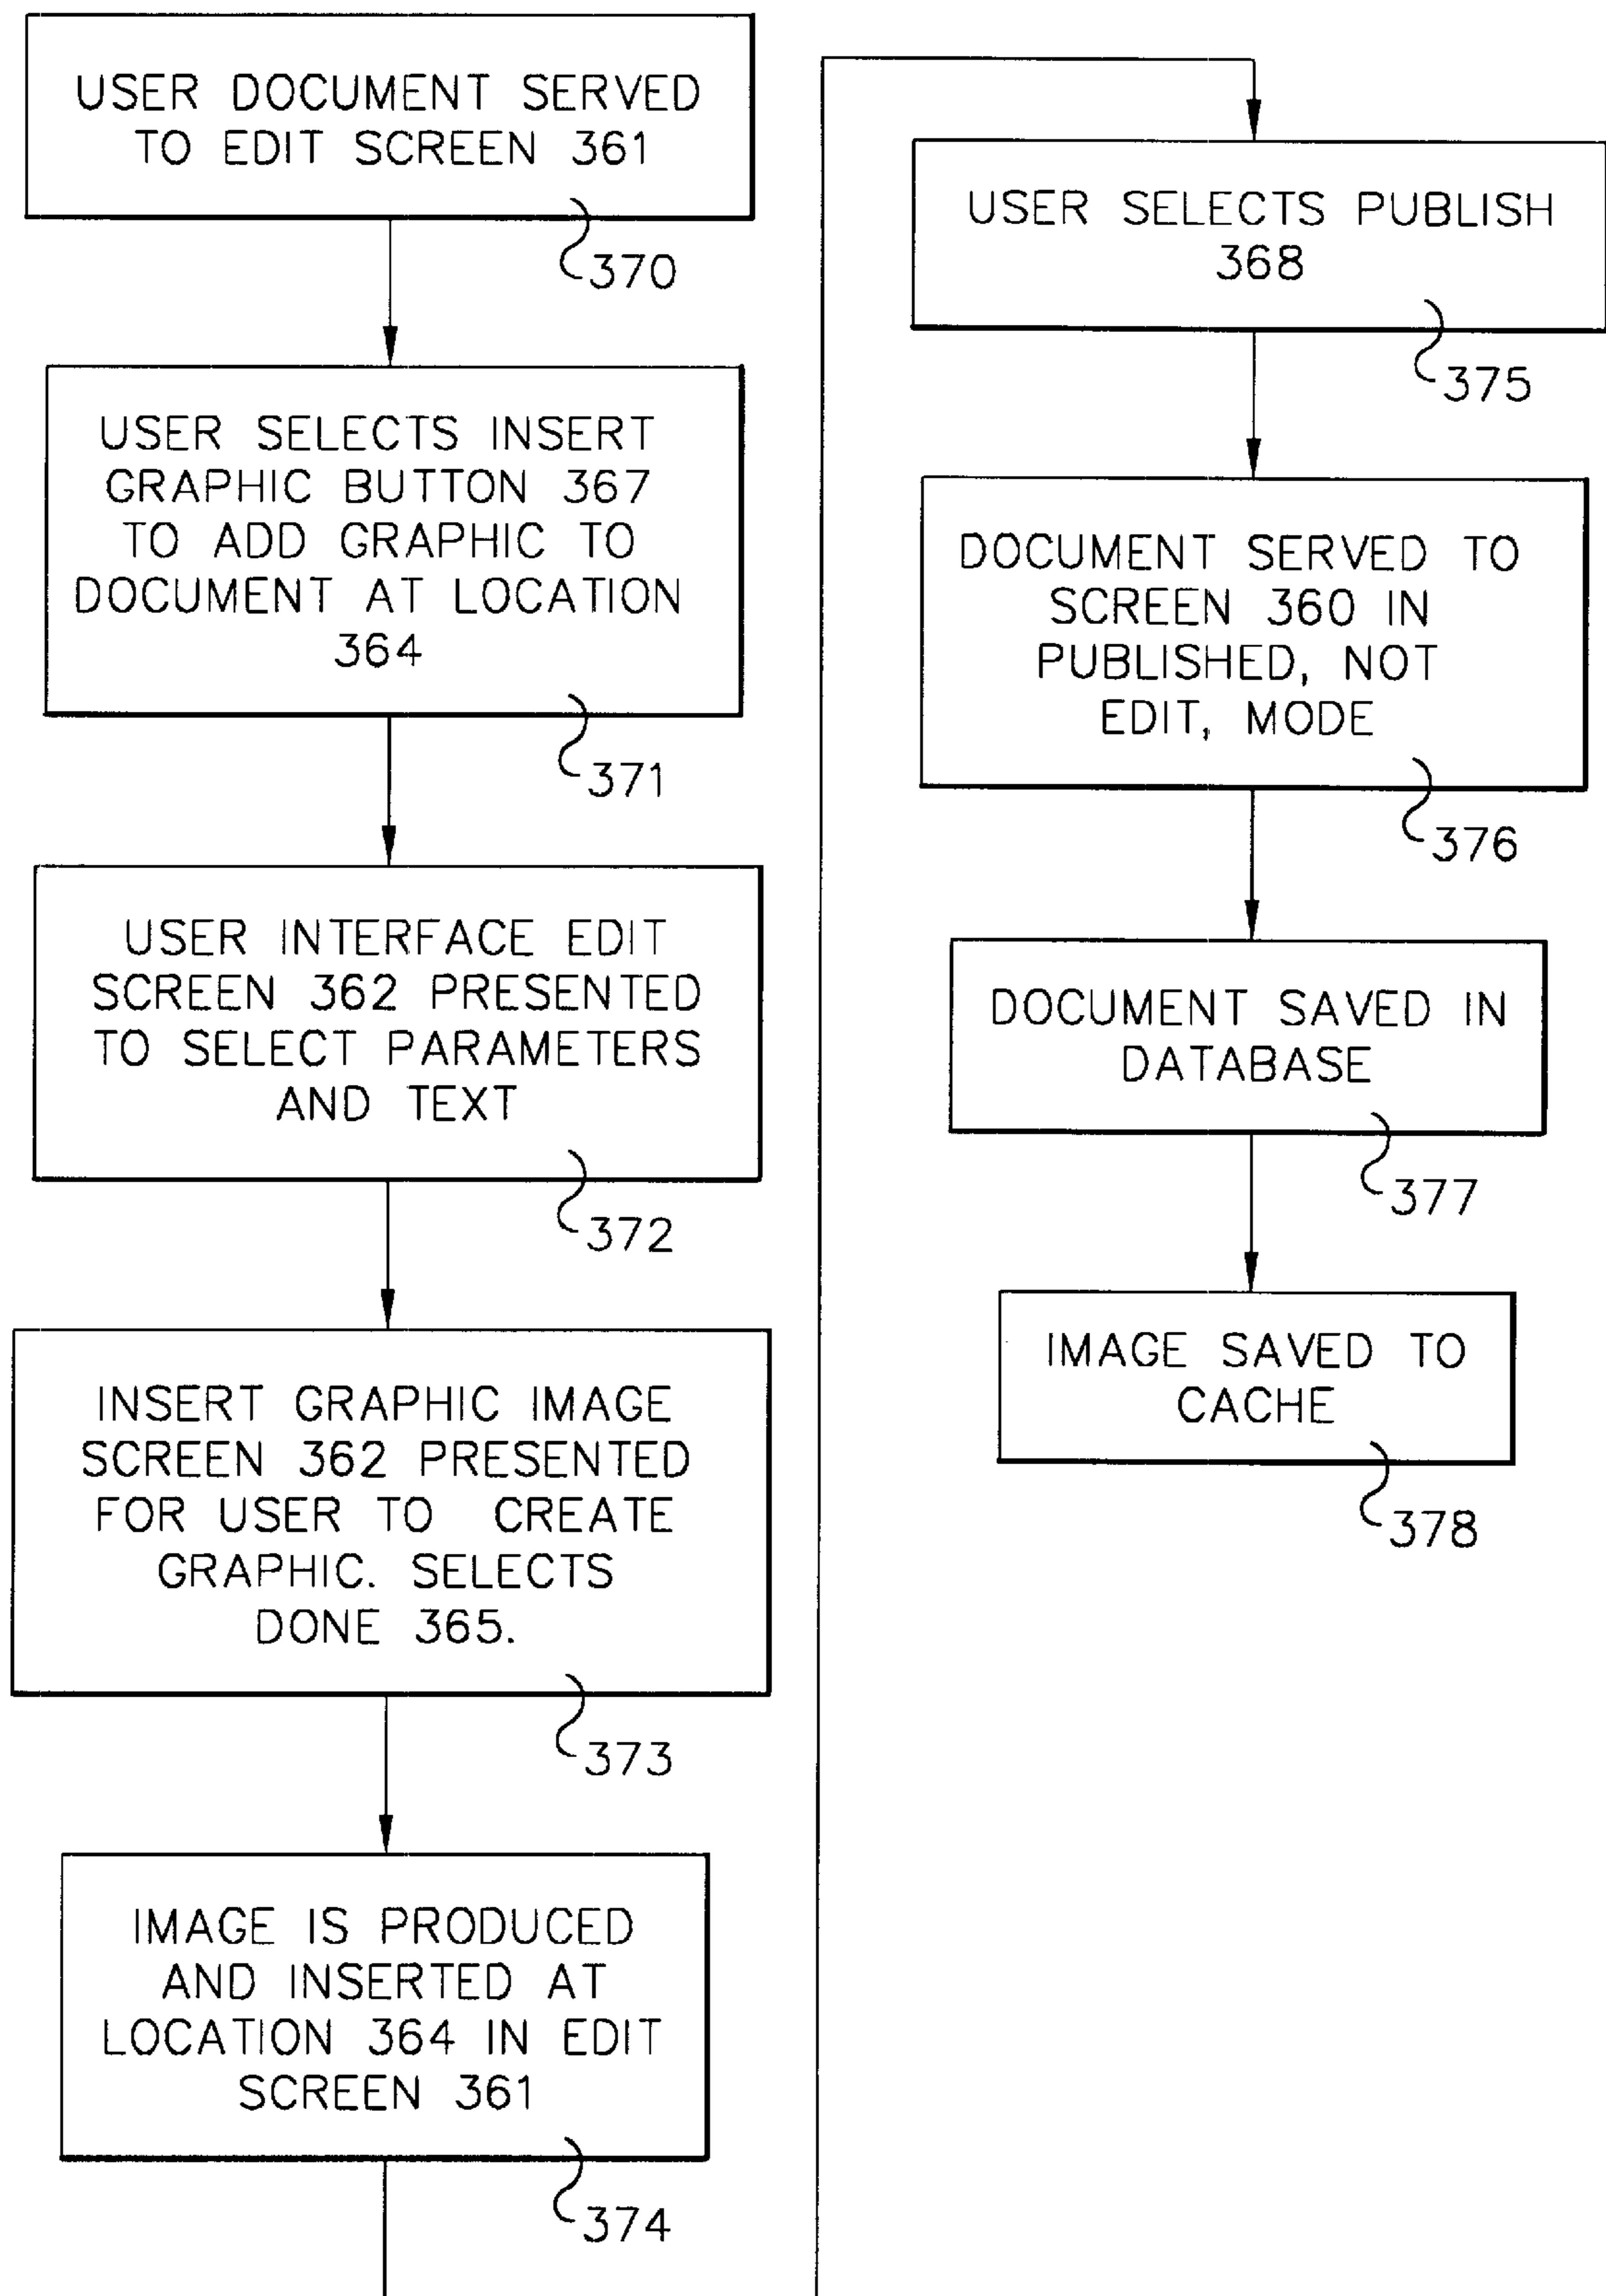 USER DOCUMENT SERVED
TO EDIT SCREEN 361
370
USER SELECTS INSERT
GRAPHIC BUTTON 367
TO ADD GRAPHIC TO
DOCUMENT AT LOCATION
364
371
USER INTERFACE EDIT
SCREEN 362 PRESENTED
TO SELECT PARAMETERS
AND TEXT
372
INSERT GRAPHIC IMAGE
SCREEN 362 PRESENTED
FOR USER TO CREATE
GRAPHIC. SELECTS
DONE 365.
373
IMAGE IS PRODUCED
AND INSERTED AT
LOCATION 364 IN EDIT
SCREEN 361
374
USER SELECTS PUBLISH
368
375
DOCUMENT SERVED TO
SCREEN 360 IN
PUBLISHED, NOT
EDIT, MODE
376
DOCUMENT SAVED IN
DATABASE
377
IMAGE SAVED TO
CACHE
378